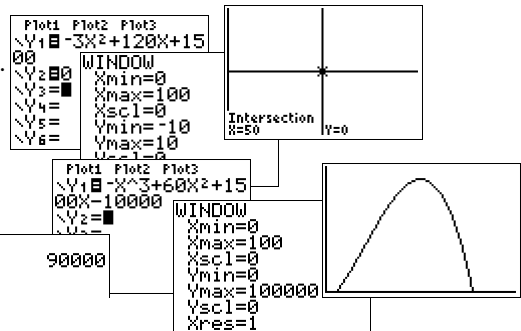 Plot1 Plot2 Plot3
\Y1=-3X²+120X+15
00
\Y2=0
\Y3=
\Y4=
\Y5=
\Y6=
WINDOW
Xmin=0
Xmax=100
Xscl=0
Ymin=-10
Ymax=10
Yscl=0
Intersection
X=50 Y=0
Plot1 Plot2 Plot3
\Y1=-X^3+60X²+15
00X-10000
\Y2=
90000
WINDOW
Xmin=0
Xmax=100
Xscl=0
Ymin=0
Ymax=100000
Yscl=0
Xres=1